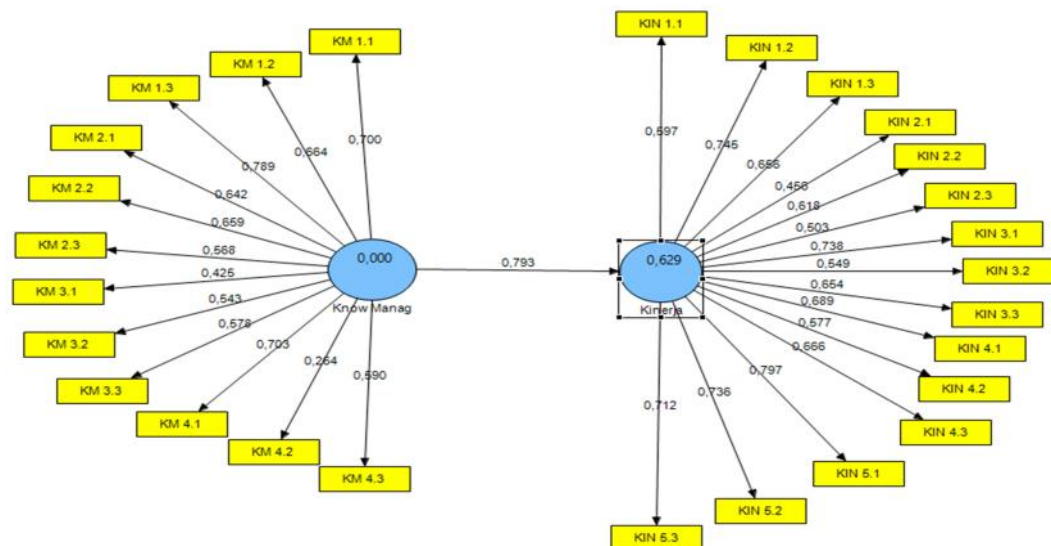 KM 1.1
KM 1.2
KM 1.3
KM 2.1
KM 2.2
KM 2.3
KM 3.1
KM 3.2
KM 3.3
KM 4.1
KM 4.2
KM 4.3
0,700
0,664
0,789
0,642
0,659
0,568
0,425
0,543
0,578
0,703
0,264
0,590
0,000
Know Manag
0,793
0,629
Kinerja
KIN 1.1
KIN 1.2
KIN 1.3
KIN 2.1
KIN 2.2
KIN 2.3
KIN 3.1
KIN 3.2
KIN 3.3
KIN 4.1
KIN 4.2
KIN 4.3
KIN 5.1
KIN 5.2
KIN 5.3
0,597
0,745
0,656
0,456
0,618
0,503
0,738
0,549
0,654
0,689
0,577
0,666
0,797
0,736
0,712